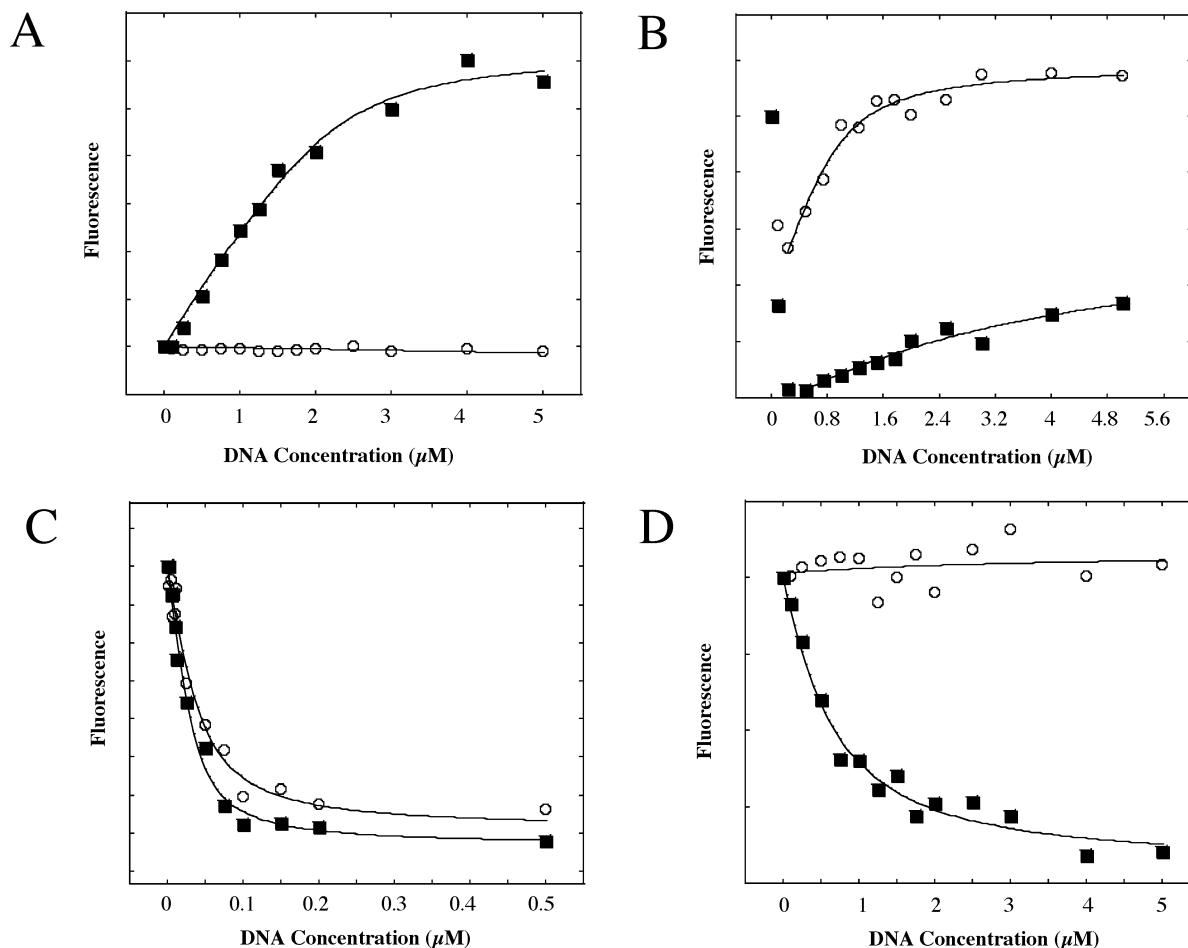 A
Fluorescence
0 1 2 3 4 5
DNA Concentration (µM)
B
Fluorescence
0 0.8 1.6 2.4 3.2 4 4.8 5.6
DNA Concentration (µM)
C
Fluorescence
0 0.1 0.2 0.3 0.4 0.5
DNA Concentration (µM)
D
Fluorescence
0 1 2 3 4 5
DNA Concentration (µM)